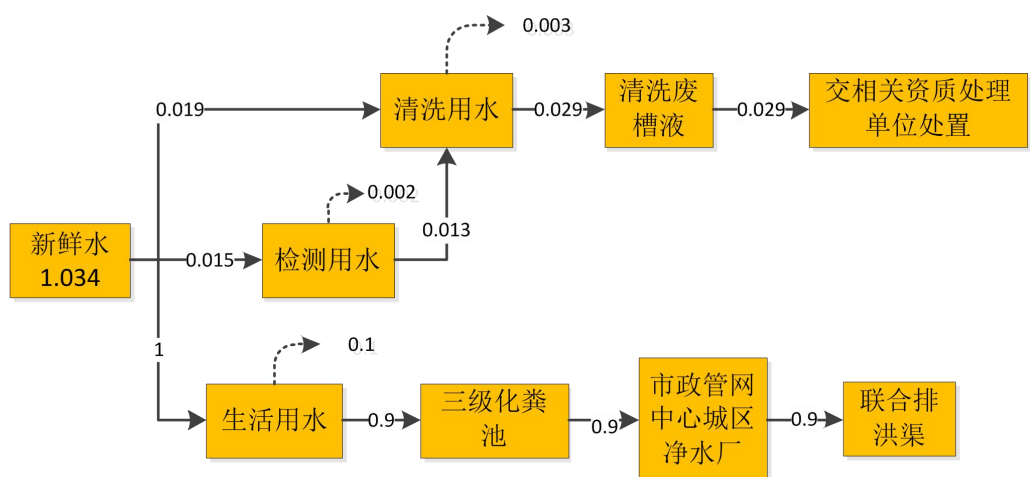 0.003
0.019
清洗用水
0.029
清洗废
槽液
0.029
交相关资质处理
单位处置
0.002
0.013
新鲜水
1.034
0.015
检测用水
1
0.1
生活用水
0.9
三级化粪
池
0.9
市政管网
中心城区
净水厂
0.9
联合排
洪渠